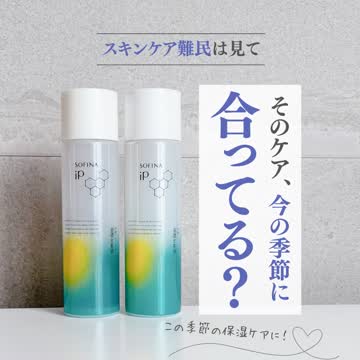 スキンケア難民は見て
そのケア、今の季節に
合ってる?
SOFINA
iP
SOFINA
iP
この季節の保湿ケアに!